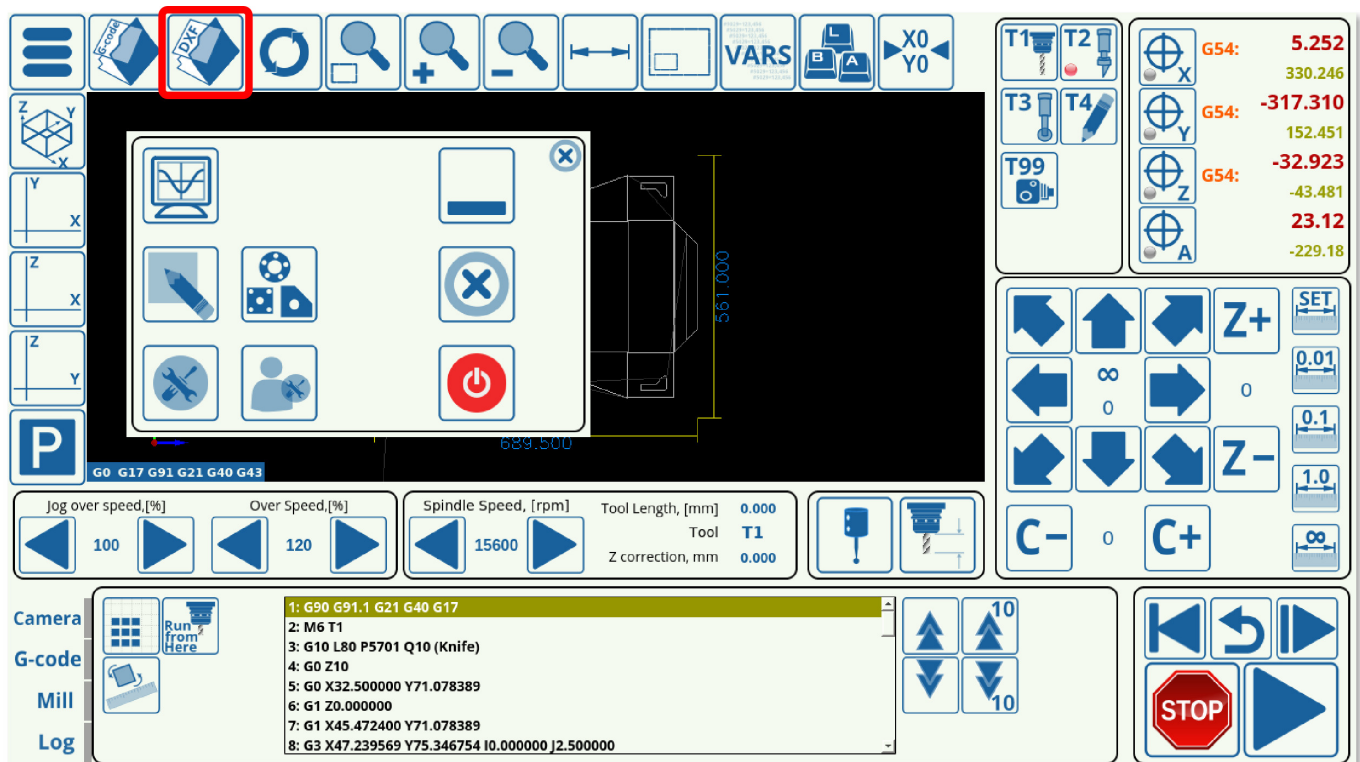 G-code
DXF
VARS
L
B A
X0
Y0
T1 T2
T3 T4
T99
X G54: 5.252
330.246
Y G54: -317.310
152.451
Z G54: -32.923
-43.481
A 23.12
-229.18
Z Y
X
Y
X
Z
X
Z
Y
P
561.000
689.500
G0 G17 G91 G21 G40 G43
Z+
SET
0.01
∞
0
0
0.1
Z-
1.0
C- 0 C+
∞
Jog over speed,[%] Over Speed,[%]
100 120
Spindle Speed, [rpm]
15600
Tool Length, [mm] 0.000
Tool T1
Z correction, mm 0.000
Camera
G-code
Mill
Log
Run
from
Here
1: G90 G91.1 G21 G40 G17
2: M6 T1
3: G10 L80 P5701 Q10 (Knife)
4: G0 Z10
5: G0 X32.500000 Y71.078389
6: G1 Z0.000000
7: G1 X45.472400 Y71.078389
8: G3 X47.239569 Y75.346754 I0.000000 J2.500000
10
10
STOP